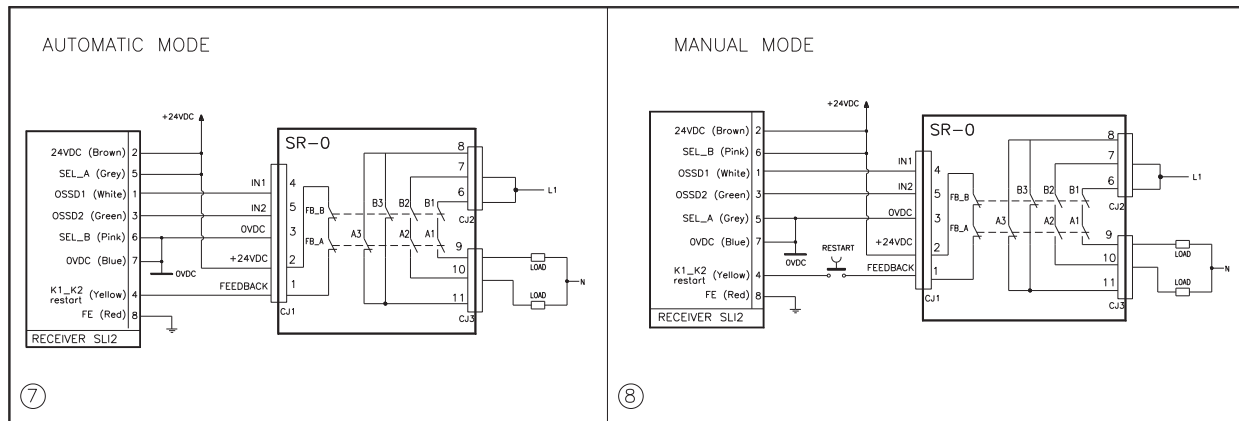 AUTOMATIC MODE
+24VDC
24VDC (Brown) 2
SEL_A (Grey) 5
OSSD1 (White) 1
OSSD2 (Green) 3
SEL_B (Pink) 6
0VDC (Blue) 7
0VDC
K1_K2 restart (Yellow) 4
FE (Red) 8
RECEIVER SLI2
IN1
IN2
0VDC
+24VDC
FEEDBACK
SR-0
4
5
3
2
1
CJ1
FB_B
FB_A
B3
B2
B1
A3
A2
A1
8
7
6
CJ2
L1
9
10
11
CJ3
LOAD
LOAD
N
7
MANUAL MODE
+24VDC
24VDC (Brown) 2
SEL_B (Pink) 6
OSSD1 (White) 1
OSSD2 (Green) 3
SEL_A (Grey) 5
0VDC (Blue) 7
0VDC
K1_K2 restart (Yellow) 4
FE (Red) 8
RECEIVER SLI2
RESTART
IN1
IN2
0VDC
+24VDC
FEEDBACK
SR-0
4
5
3
2
1
CJ1
FB_B
FB_A
B3
B2
B1
A3
A2
A1
8
7
6
CJ2
L1
9
10
11
CJ3
LOAD
LOAD
N
8